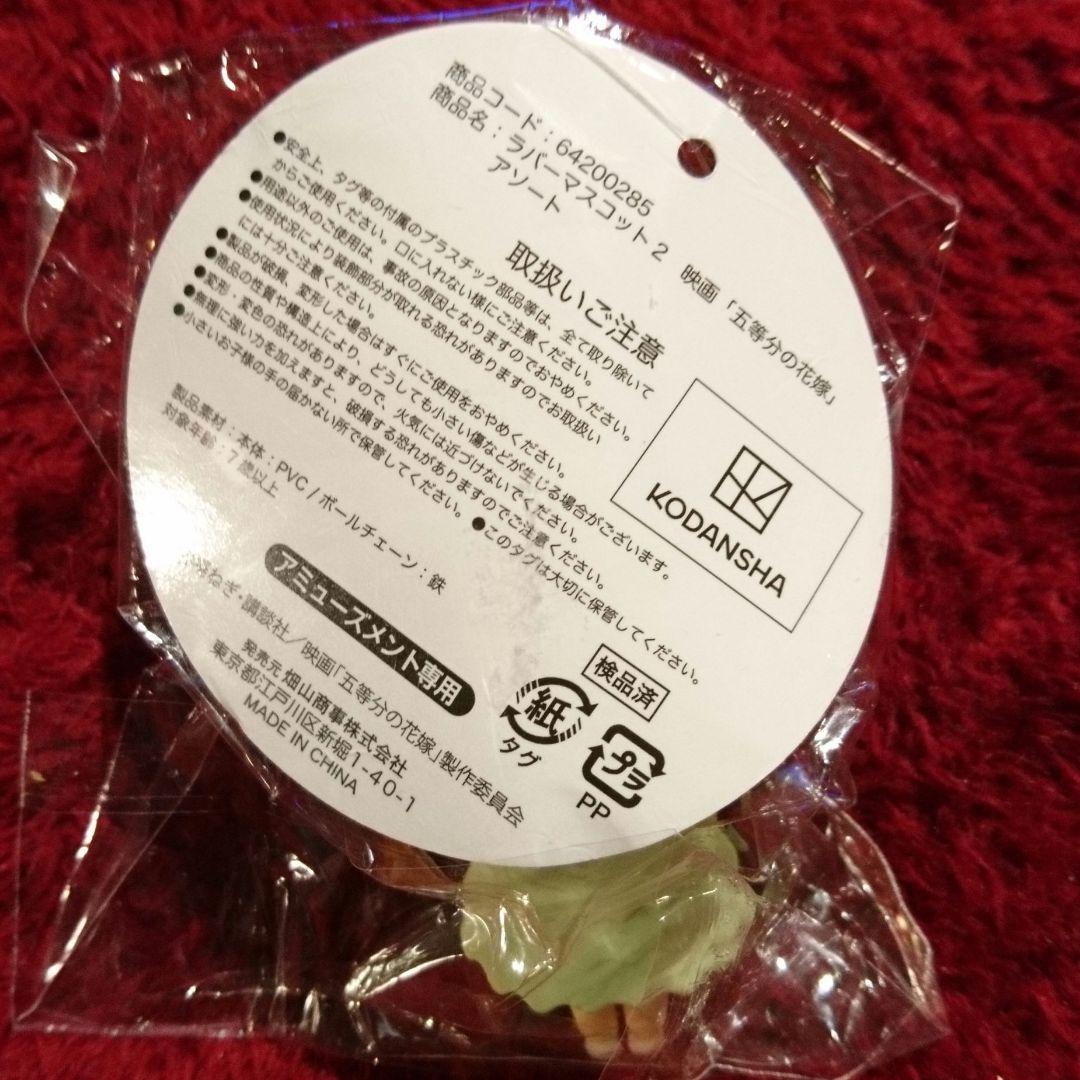 商品コード：64200285
商品名：ラバーマスコット2 映画「五等分の花嫁」
アソート
取扱いご注意
●安全上、タグ等の付属のプラスチック部品等は、全て取り除いて
からご使用ください。口に入れない様にご注意ください。
●用途以外のご使用は、事故の原因となりますのでおやめください。
●使用状況により装飾部分が取れる恐れがありますのでお取扱い
には十分ご注意ください。
●製品が破損、変形した場合はすぐにご使用をおやめください。
●商品の性質や構造上により、どうしても小さい傷などが生じる場合がございます。
●変形・変色の恐れがありますので、火気には近づけないでください。
●無理に強い力を加えますと、破損する恐れがありますのでご注意ください。
●小さいお子様の手の届かない所で保管してください。 ●このタグは大切に保管してください。
製品素材：本体：PVC / ボールチェーン：鉄
対象年齢：7歳以上
KODANSHA
アミューズメント専用
検品済
紙
タグ
プラ
PP
ねぎ・講談社／映画「五等分の花嫁」製作委員会
発売元 畑山商事株式会社
東京都江戸川区新堀1-40-1
MADE IN CHINA